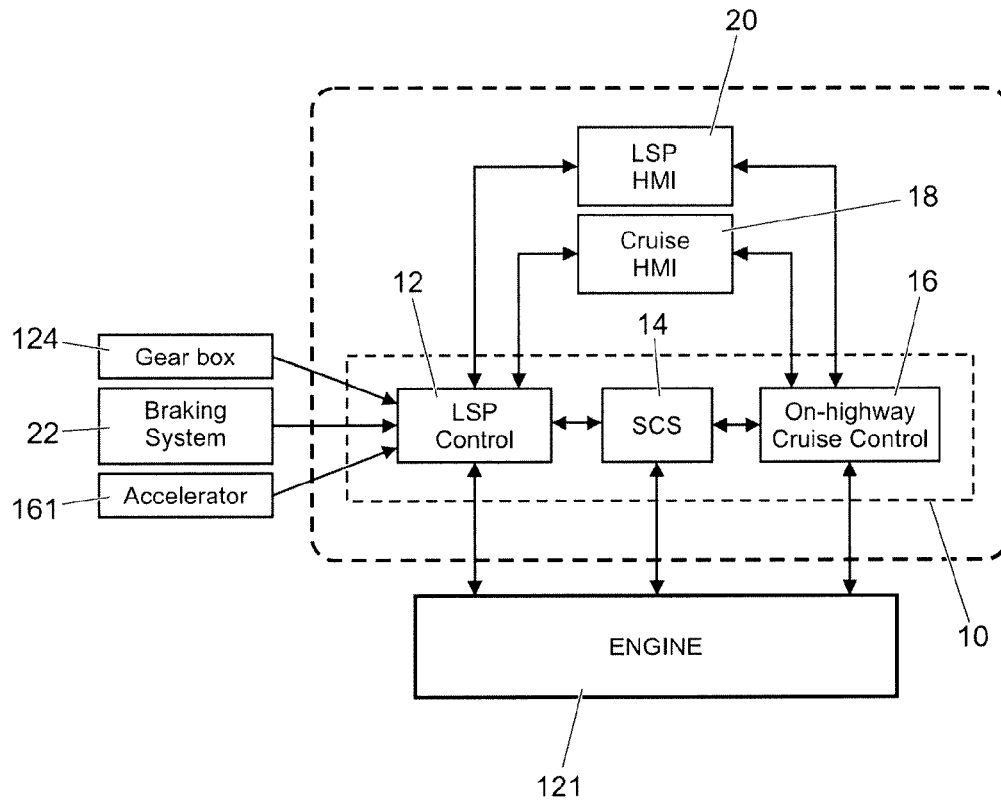 20
LSP
HMI
18
Cruise
HMI
12
16
14
124
Gear box
LSP
Control
SCS
On-highway
Cruise Control
22
Braking
System
161
Accelerator
10
ENGINE
121